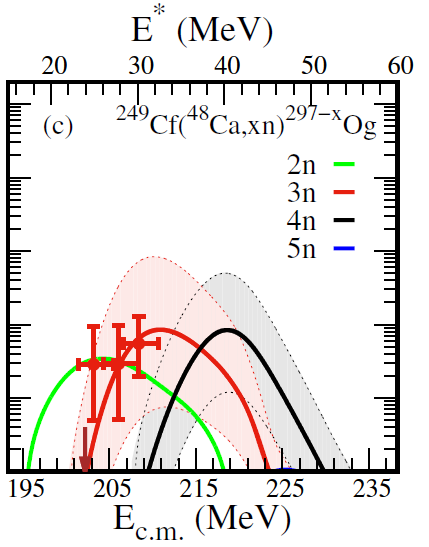 E* (MeV)
20 30 40 50 60
(c) ²⁴⁹Cf(⁴⁸Ca,xn)²⁹⁷⁻ˣOg
2n
3n
4n
5n
195 205 215 225 235
E_c.m. (MeV)